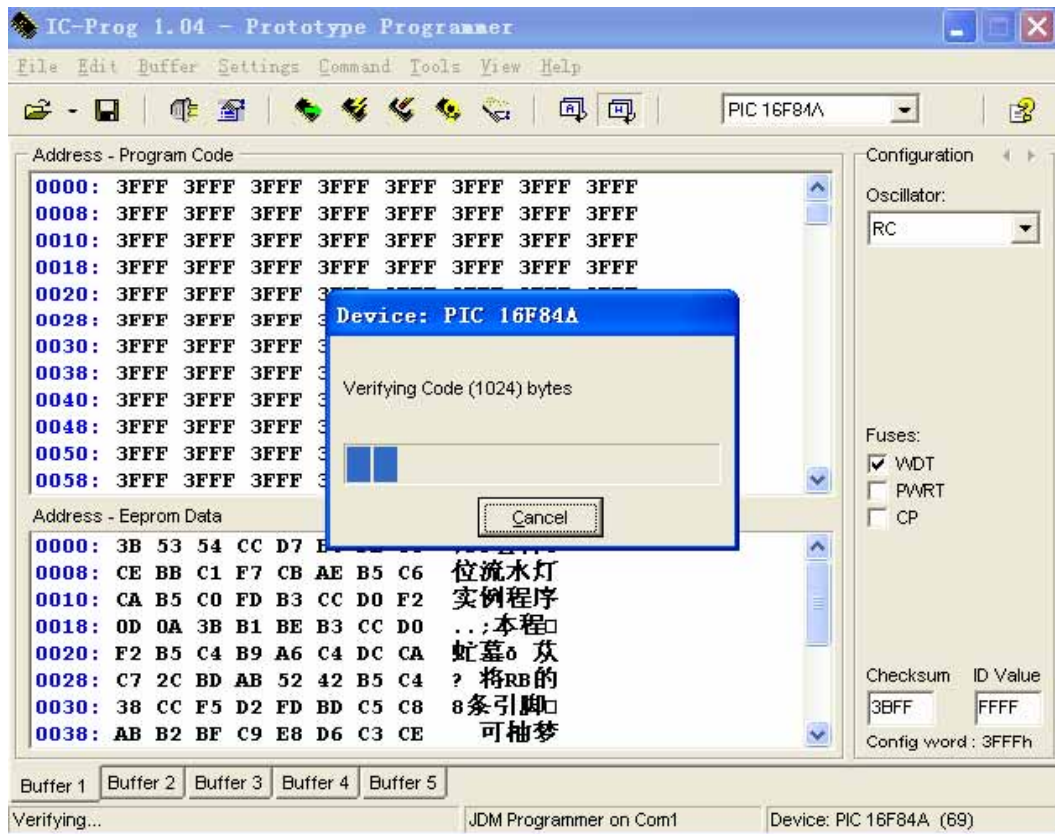 IC-Prog 1.04 - Prototype Programmer
File Edit Buffer Settings Command Tools View Help
PIC 16F84A
Address - Program Code
0000: 3FFF 3FFF 3FFF 3FFF 3FFF 3FFF 3FFF 3FFF
0008: 3FFF 3FFF 3FFF 3FFF 3FFF 3FFF 3FFF 3FFF
0010: 3FFF 3FFF 3FFF 3FFF 3FFF 3FFF 3FFF 3FFF
0018: 3FFF 3FFF 3FFF 3FFF 3FFF 3FFF 3FFF 3FFF
0020: 3FFF 3FFF 3FFF
0028: 3FFF 3FFF 3FFF
0030: 3FFF 3FFF 3FFF
0038: 3FFF 3FFF 3FFF
0040: 3FFF 3FFF 3FFF
0048: 3FFF 3FFF 3FFF
0050: 3FFF 3FFF 3FFF
0058: 3FFF 3FFF 3FFF
Device: PIC 16F84A
Verifying Code (1024) bytes
Cancel
Configuration
Oscillator:
RC
Fuses:
WDT
PWRT
CP
Checksum ID Value
3BFF FFFF
Config word : 3FFFh
Address - Eeprom Data
0000: 3B 53 54 CC D7
0008: CE BB C1 F7 CB AE B5 C6 位流水灯
0010: CA B5 C0 FD B3 CC D0 F2 实例程序
0018: 0D 0A 3B B1 BE B3 CC D0 ..;本程□
0020: F2 B5 C4 B9 A6 C4 DC CA 虻墓δ 苁
0028: C7 2C BD AB 52 42 B5 C4 ? 将RB的
0030: 38 CC F5 D2 FD BD C5 C8 8条引脚□
0038: AB B2 BF C9 E8 D6 C3 CE 可柚梦
Buffer 1 Buffer 2 Buffer 3 Buffer 4 Buffer 5
Verifying... JDM Programmer on Com1 Device: PIC 16F84A (69)